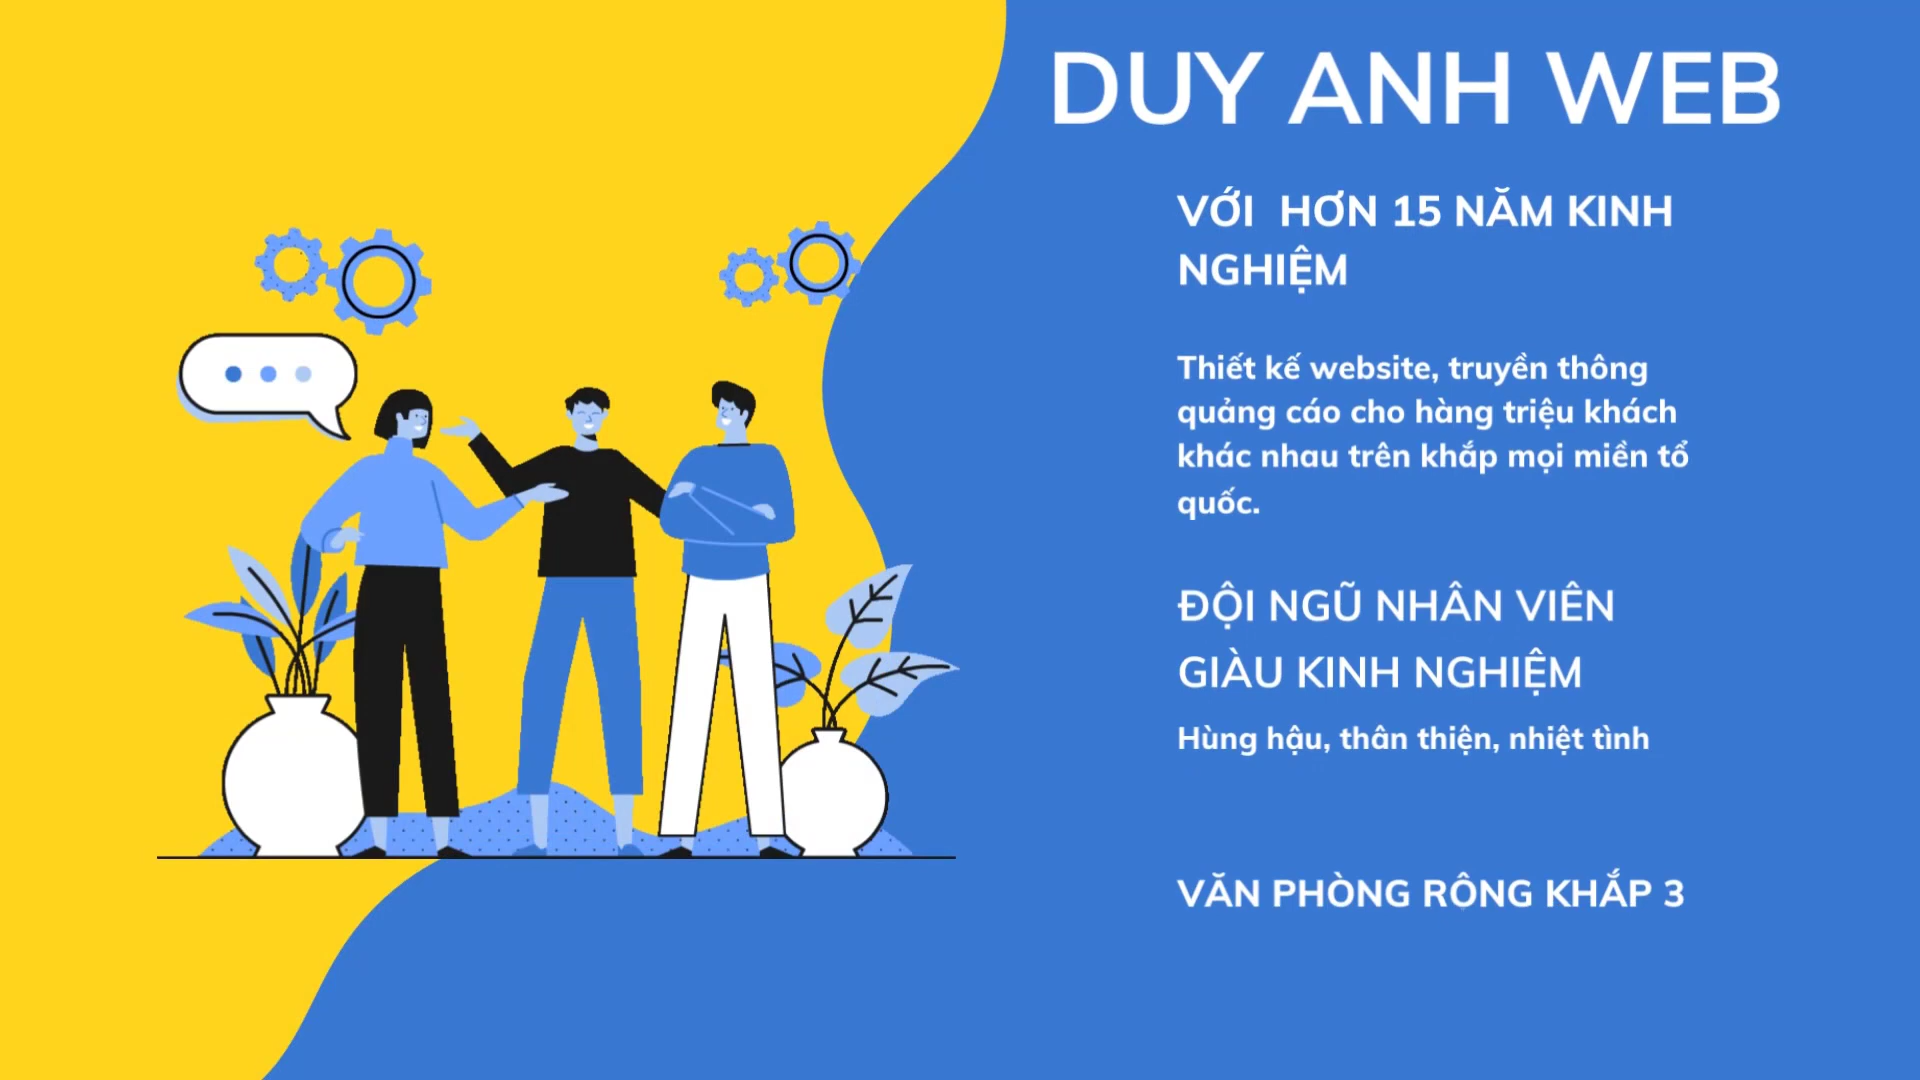 DUY ANH WEB
VỚI HƠN 15 NĂM KINH
NGHIỆM
Thiết kế website, truyền thông
quảng cáo cho hàng triệu khách
khác nhau trên khắp mọi miền tổ
quốc.
ĐỘI NGŨ NHÂN VIÊN
GIÀU KINH NGHIỆM
Hùng hậu, thân thiện, nhiệt tình
VĂN PHÒNG RỘNG KHẮP 3